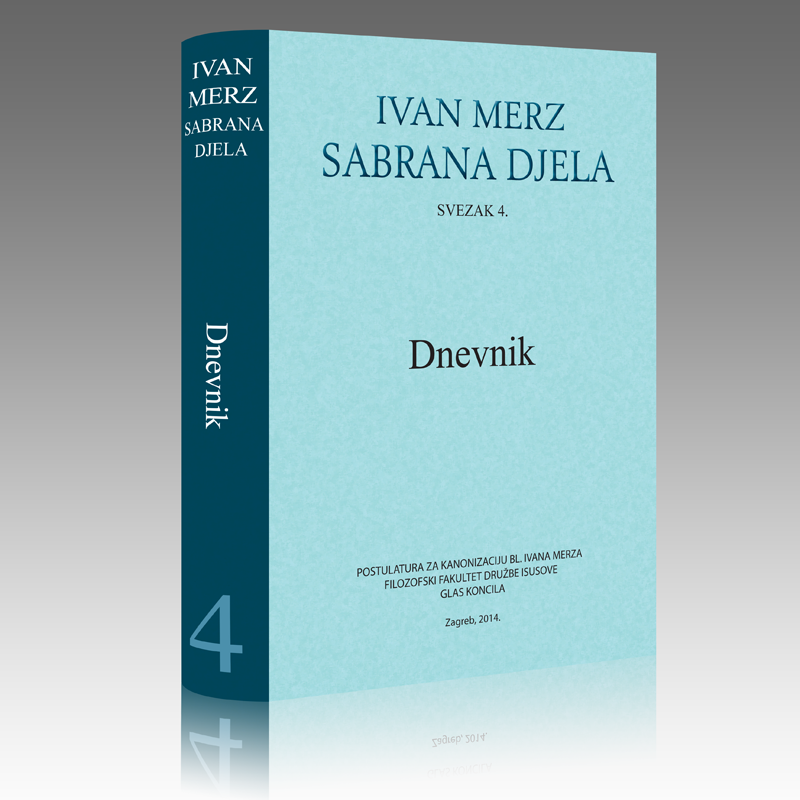 IVAN
MERZ
SABRANA
DJELA
Dnevnik
4
IVAN MERZ
SABRANA DJELA
SVEZAK 4.
Dnevnik
POSTULATURA ZA KANONIZACIJU BL. IVANA MERZA
FILOZOFSKI FAKULTET DRUŽBE ISUSOVE
GLAS KONCILA
Zagreb, 2014.